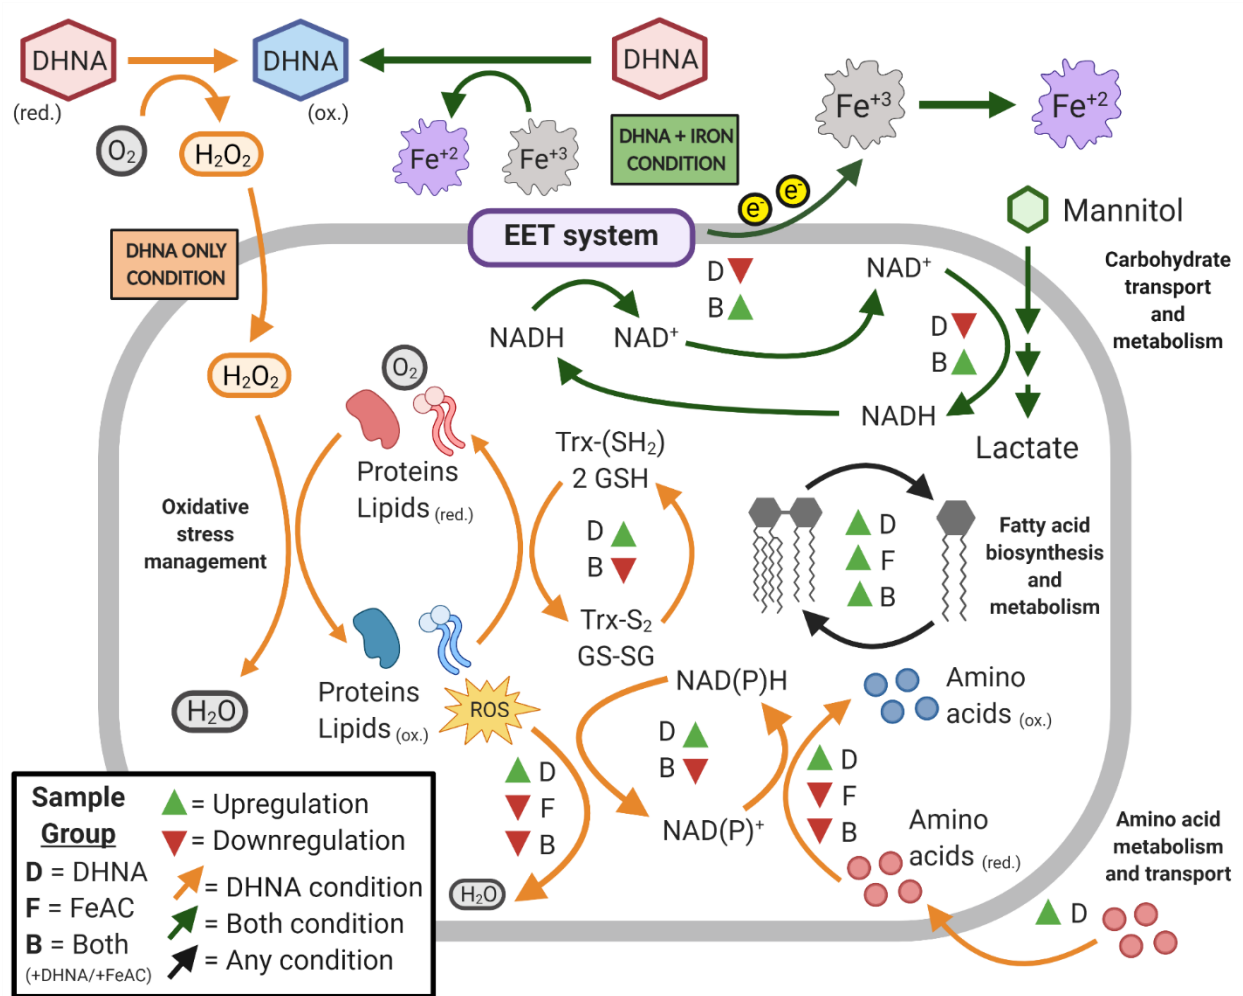 DHNA
(red.)
DHNA
(ox.)
DHNA
O₂
H₂O₂
Fe⁺²
Fe⁺³
DHNA + IRON
CONDITION
Fe⁺³
Fe⁺²
e⁻
e⁻
EET system
DHNA ONLY
CONDITION
Mannitol
Carbohydrate
transport
and
metabolism
D
B
NADH
NAD⁺
NAD⁺
D
B
NADH
Lactate
H₂O₂
O₂
Proteins
Lipids (red.)
Oxidative
stress
management
Trx-(SH₂)
2 GSH
D
B
Trx-S₂
GS-SG
D
F
B
Fatty acid
biosynthesis
and
metabolism
H₂O
Proteins
Lipids (ox.)
ROS
D
F
B
H₂O
NAD(P)H
D
B
NAD(P)⁺
Amino
acids (ox.)
D
F
B
Amino
acids (red.)
Amino acid
metabolism
and transport
D
Sample
Group
D = DHNA
F = FeAC
B = Both
(+DHNA/+FeAC)
= Upregulation
= Downregulation
= DHNA condition
= Both condition
= Any condition